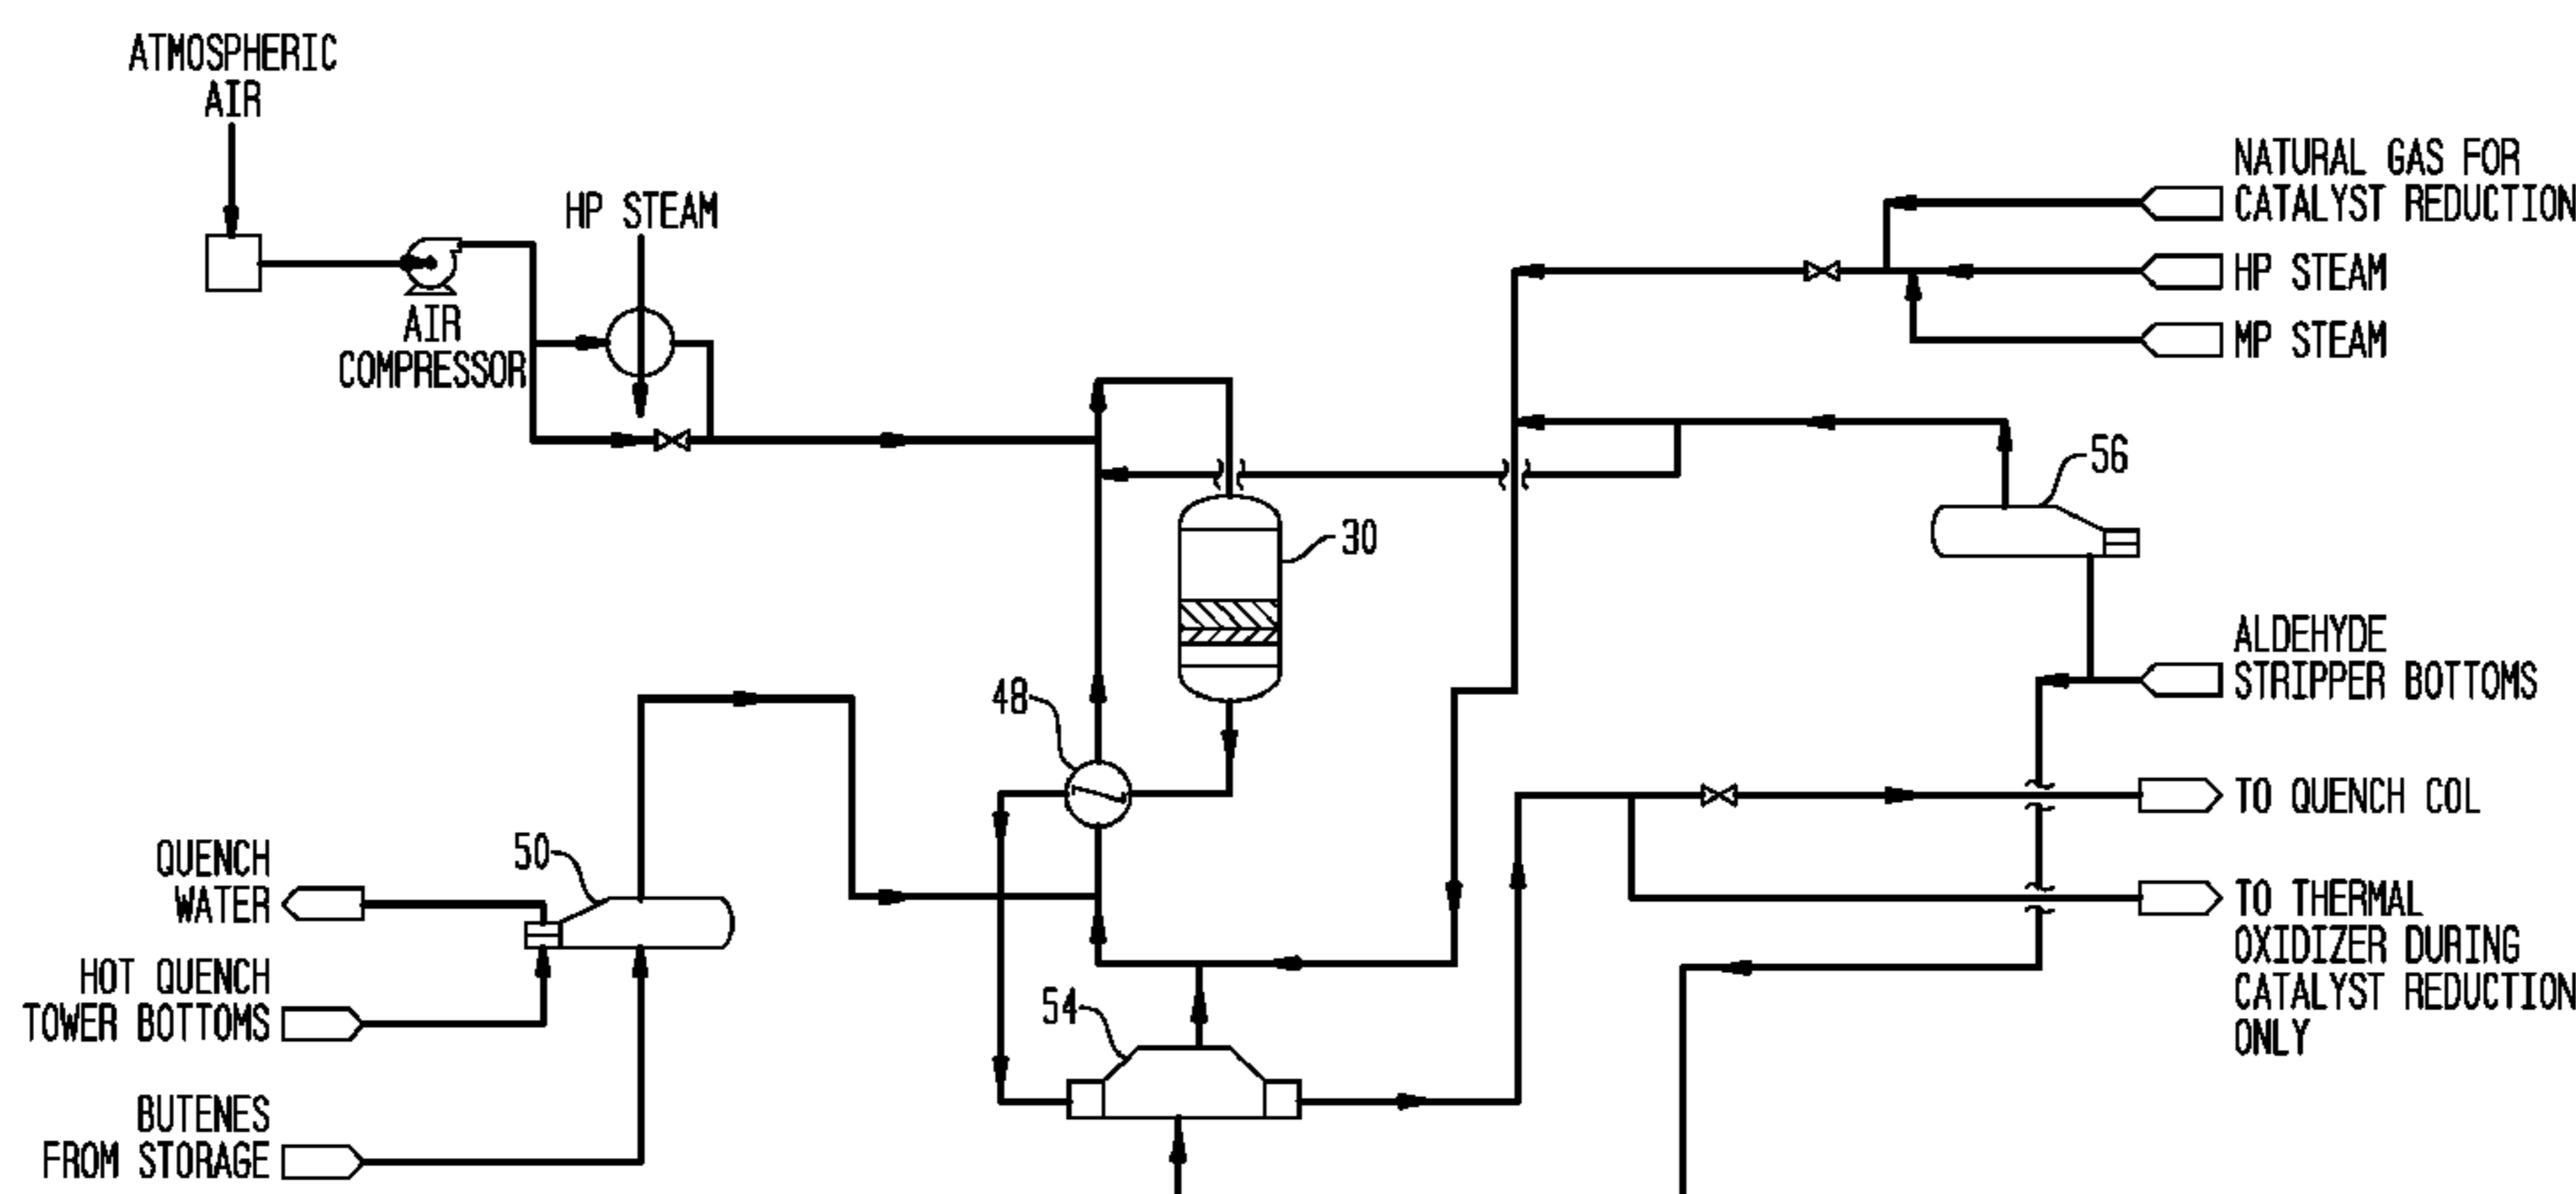 ATMOSPHERIC
AIR
HP STEAM
AIR
COMPRESSOR
NATURAL GAS FOR
CATALYST REDUCTION
HP STEAM
MP STEAM
56
30
ALDEHYDE
STRIPPER BOTTOMS
48
TO QUENCH COL
50
QUENCH
WATER
TO THERMAL
OXIDIZER DURING
CATALYST REDUCTION
ONLY
HOT QUENCH
TOWER BOTTOMS
54
BUTENES
FROM STORAGE